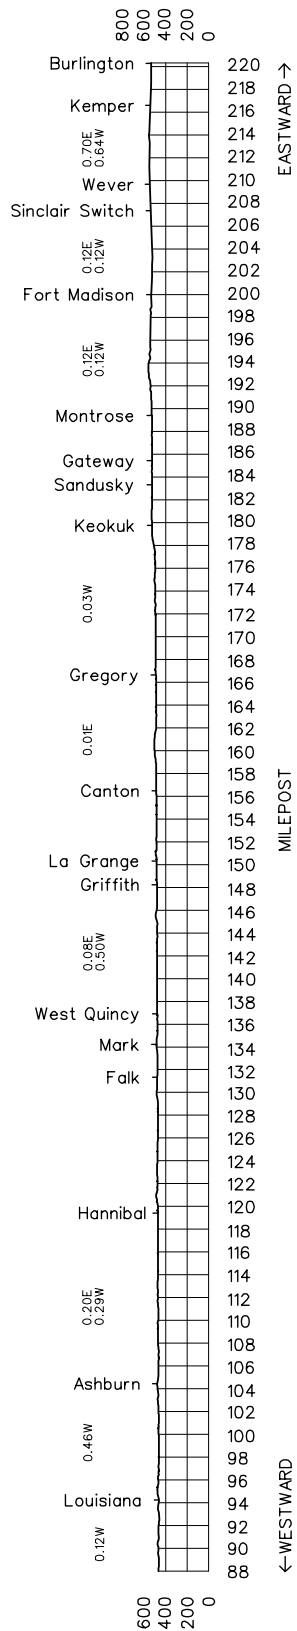 800 600 400 200 0
Burlington 220
218
Kemper 216
214
0.70E
0.64W
212
Wever 210
208
Sinclair Switch
206
0.12E
0.12W
204
202
Fort Madison 200
198
196
0.12E
0.12W
194
192
190
Montrose
188
Gateway 186
184
Sandusky
182
Keokuk 180
178
176
0.03W
174
172
170
168
Gregory
166
164
0.01E
162
160
158
Canton 156
154
152
La Grange 150
Griffith 148
146
0.08E
0.50W
144
142
140
138
West Quincy
136
Mark 134
132
Falk
130
128
126
124
122
120
Hannibal
118
116
114
0.20E
0.29W
112
110
108
106
Ashburn 104
102
0.46W
100
98
96
Louisiana 94
0.12W
92
90
88
600 400 200 0
EASTWARD →
MILEPOST
← WESTWARD